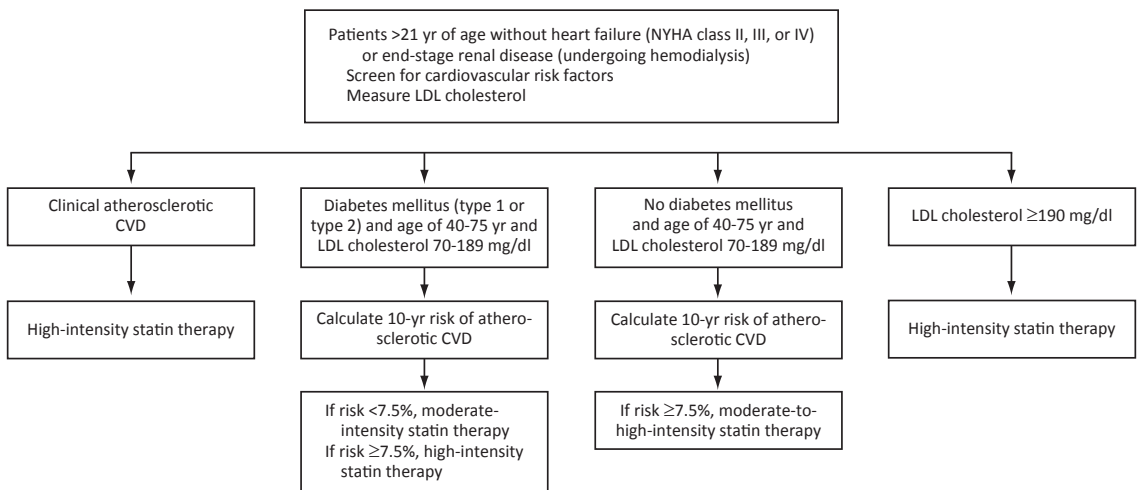 Patients >21 yr of age without heart failure (NYHA class II, III, or IV)
or end-stage renal disease (undergoing hemodialysis)
Screen for cardiovascular risk factors
Measure LDL cholesterol
Clinical atherosclerotic
CVD
High-intensity statin therapy
Diabetes mellitus (type 1 or
type 2) and age of 40-75 yr and
LDL cholesterol 70-189 mg/dl
Calculate 10-yr risk of athero-
sclerotic CVD
If risk <7.5%, moderate-
intensity statin therapy
If risk ≥7.5%, high-intensity
statin therapy
No diabetes mellitus
and age of 40-75 yr and
LDL cholesterol 70-189 mg/dl
Calculate 10-yr risk of athero-
sclerotic CVD
If risk ≥7.5%, moderate-to-
high-intensity statin therapy
LDL cholesterol ≥190 mg/dl
High-intensity statin therapy